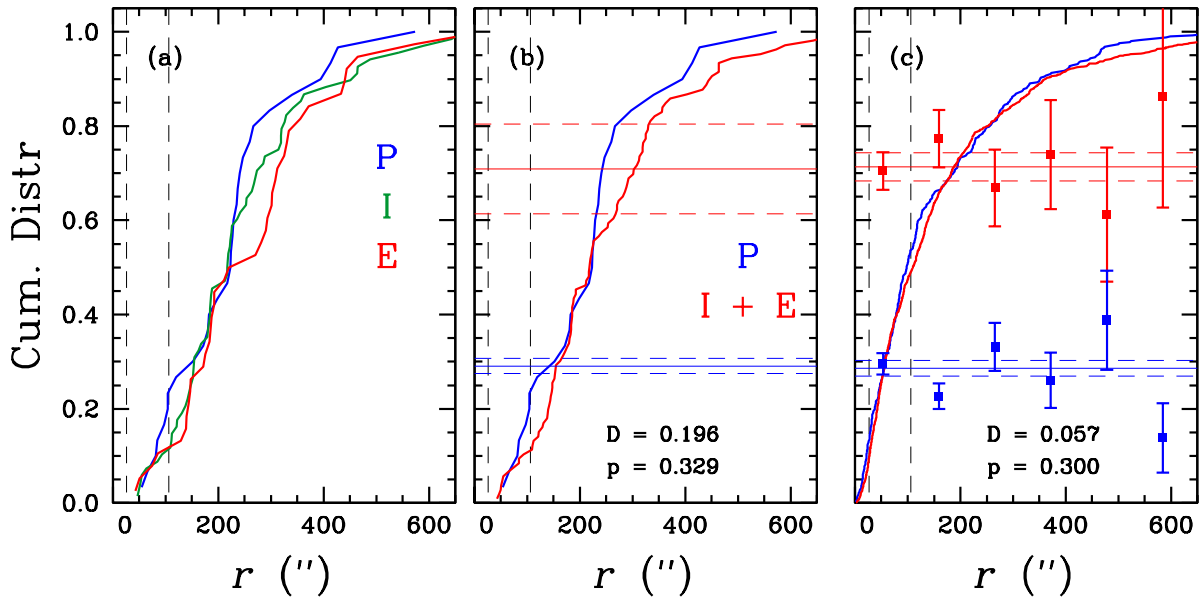 Cum. Distr
1.0
0.8
0.6
0.4
0.2
0.0
(a)
P
I
E
0 200 400 600
r ('')
(b)
P
I + E
D = 0.196
p = 0.329
0 200 400 600
r ('')
(c)
D = 0.057
p = 0.300
0 200 400 600
r ('')